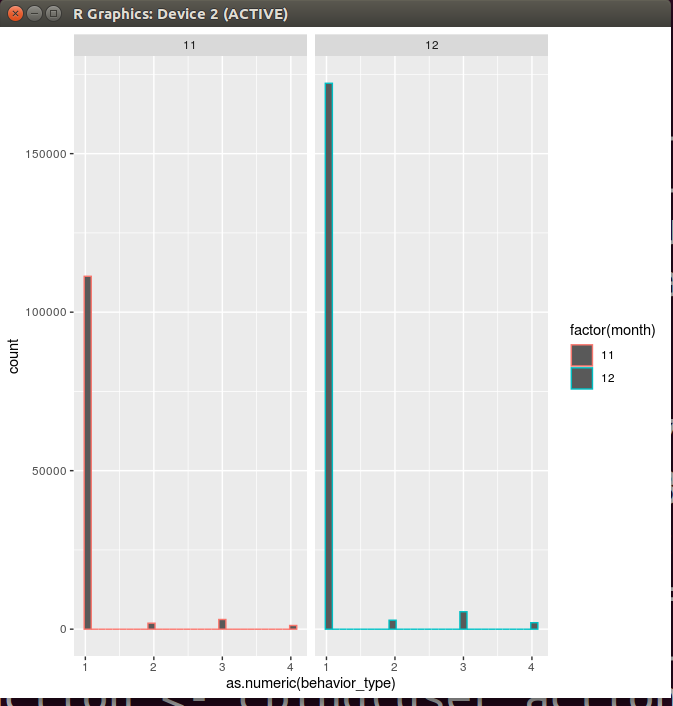 R Graphics: Device 2 (ACTIVE)
11
12
150000
100000
50000
0
count
1 2 3 4
1 2 3 4
as.numeric(behavior_type)
factor(month)
11
12